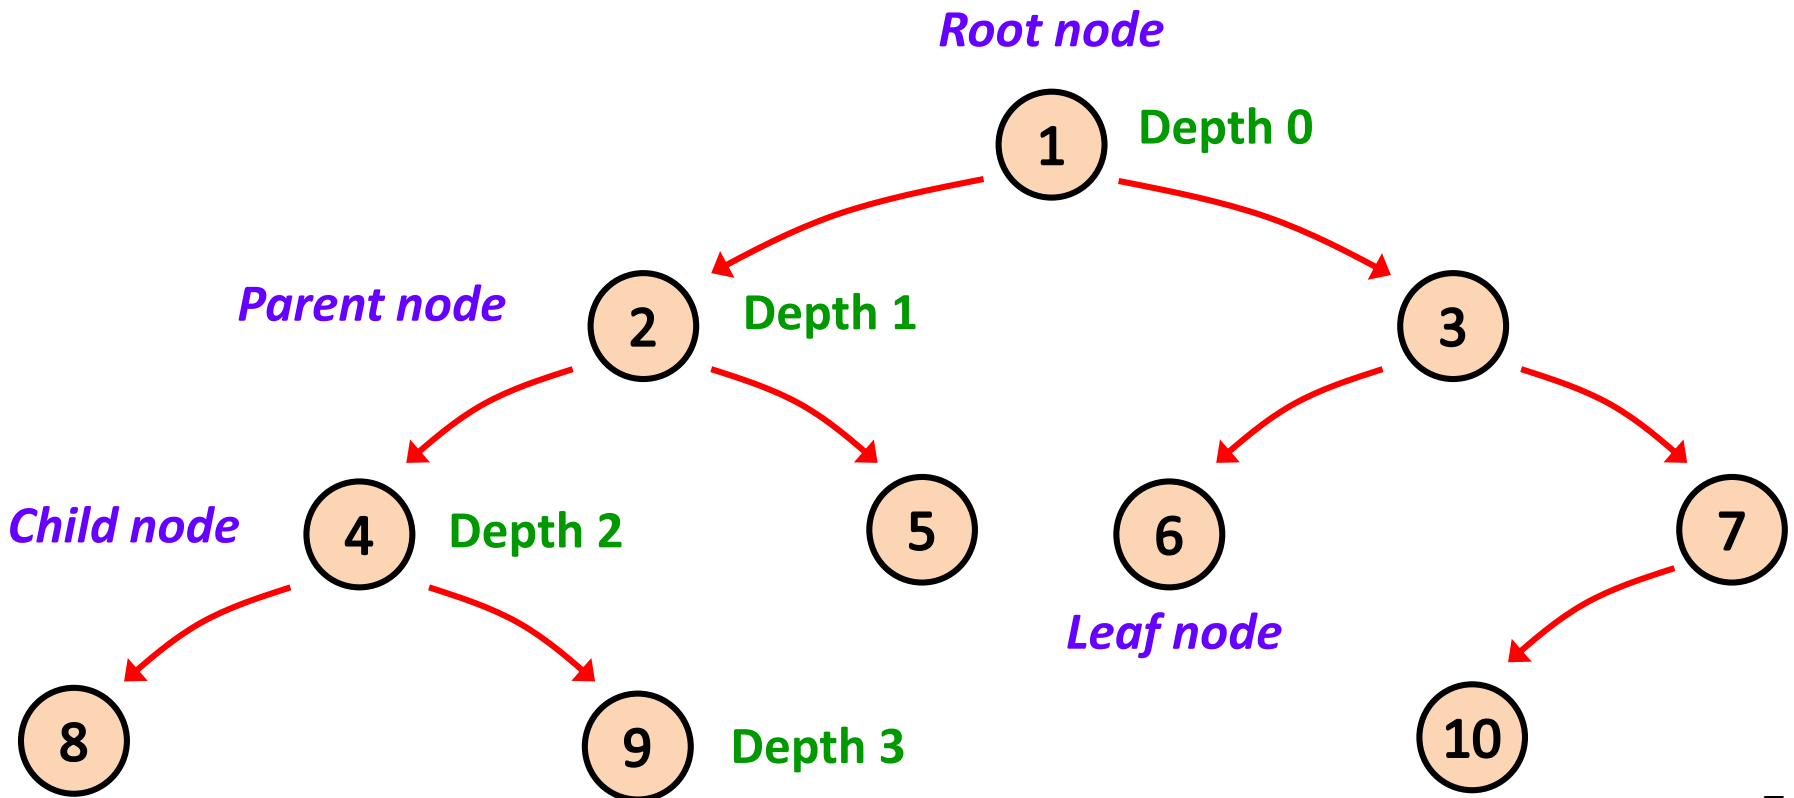 Root node
1
Depth 0
Parent node
2
Depth 1
3
Child node
4
Depth 2
5
6
7
Leaf node
8
9
Depth 3
10